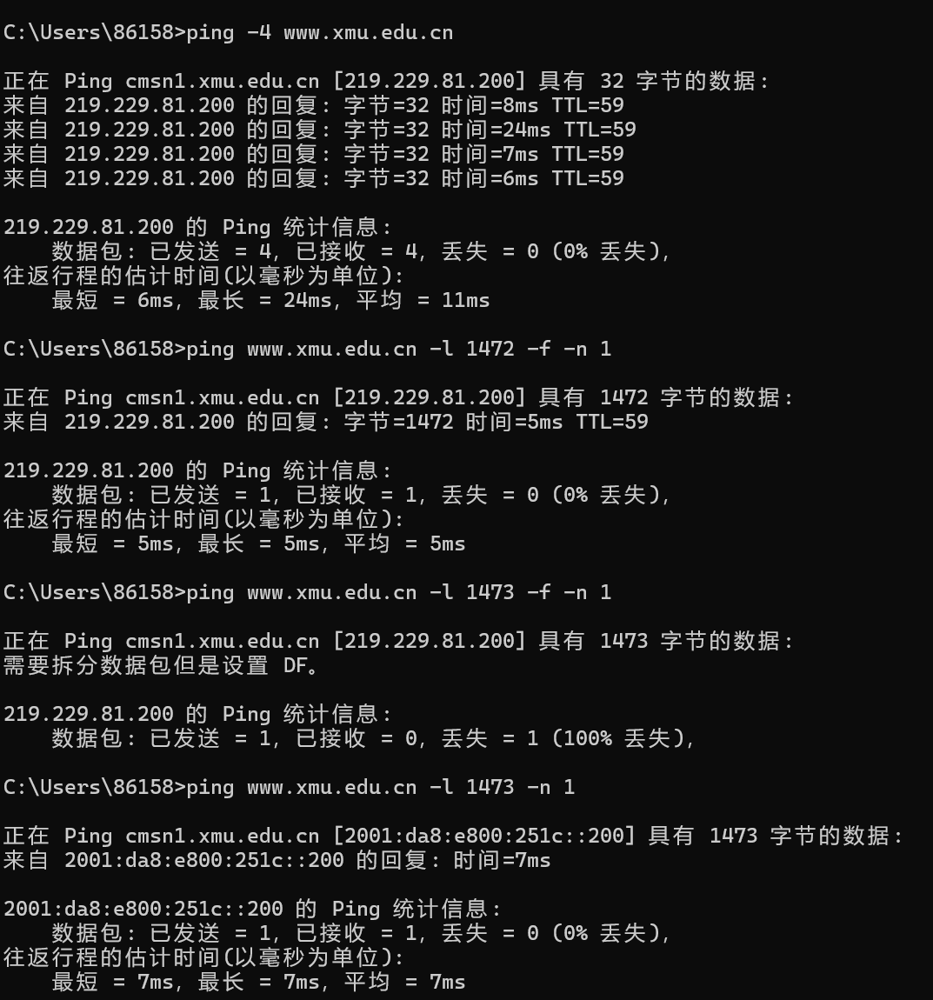 C:\Users\86158>ping -4 www.xmu.edu.cn
正在 Ping cmsn1.xmu.edu.cn [219.229.81.200] 具有 32 字节的数据:
来自 219.229.81.200 的回复: 字节=32 时间=8ms TTL=59
来自 219.229.81.200 的回复: 字节=32 时间=24ms TTL=59
来自 219.229.81.200 的回复: 字节=32 时间=7ms TTL=59
来自 219.229.81.200 的回复: 字节=32 时间=6ms TTL=59
219.229.81.200 的 Ping 统计信息:
    数据包: 已发送 = 4，已接收 = 4，丢失 = 0 (0% 丢失)，
往返行程的估计时间(以毫秒为单位):
    最短 = 6ms，最长 = 24ms，平均 = 11ms
C:\Users\86158>ping www.xmu.edu.cn -l 1472 -f -n 1
正在 Ping cmsn1.xmu.edu.cn [219.229.81.200] 具有 1472 字节的数据:
来自 219.229.81.200 的回复: 字节=1472 时间=5ms TTL=59
219.229.81.200 的 Ping 统计信息:
    数据包: 已发送 = 1，已接收 = 1，丢失 = 0 (0% 丢失)，
往返行程的估计时间(以毫秒为单位):
    最短 = 5ms，最长 = 5ms，平均 = 5ms
C:\Users\86158>ping www.xmu.edu.cn -l 1473 -f -n 1
正在 Ping cmsn1.xmu.edu.cn [219.229.81.200] 具有 1473 字节的数据:
需要拆分数据包但是设置 DF。
219.229.81.200 的 Ping 统计信息:
    数据包: 已发送 = 1，已接收 = 0，丢失 = 1 (100% 丢失)，
C:\Users\86158>ping www.xmu.edu.cn -l 1473 -n 1
正在 Ping cmsn1.xmu.edu.cn [2001:da8:e800:251c::200] 具有 1473 字节的数据:
来自 2001:da8:e800:251c::200 的回复: 时间=7ms
2001:da8:e800:251c::200 的 Ping 统计信息:
    数据包: 已发送 = 1，已接收 = 1，丢失 = 0 (0% 丢失)，
往返行程的估计时间(以毫秒为单位):
    最短 = 7ms，最长 = 7ms，平均 = 7ms